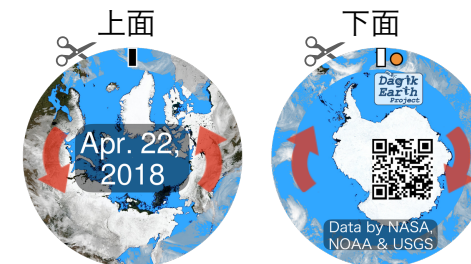 上面
下面
Apr. 22,
2018
Dagik
Earth
Project
Data by NASA,
NOAA & USGS